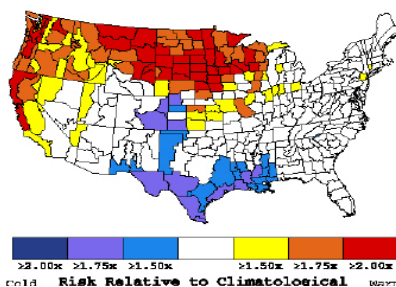 >2.00x >1.75x >1.50x >1.50x >1.75x >2.00x
Cold Risk Relative to Climatological Warm